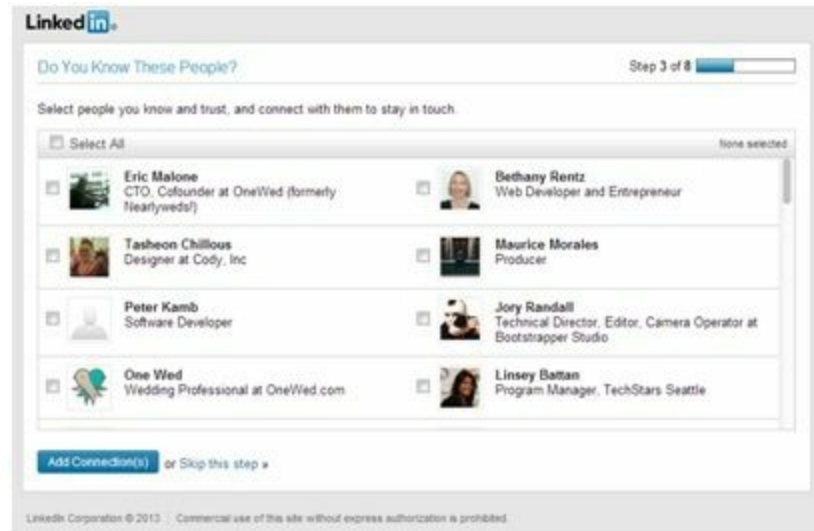 Linked in
Do You Know These People?
Step 3 of 8
Select people you know and trust, and connect with them to stay in touch.
Select All
None selected
Eric Malone
CTO, Cofounder at OneWed (formerly
Nearlyweds!)
Bethany Rentz
Web Developer and Entrepreneur
Tasheon Chillous
Designer at Cody, Inc
Maurice Morales
Producer
Peter Kamb
Software Developer
Jory Randall
Technical Director, Editor, Camera Operator at
Bootstrapper Studio
One Wed
Wedding Professional at OneWed.com
Linsey Battan
Program Manager, TechStars Seattle
Add Connection(s) or Skip this step »
LinkedIn Corporation © 2013 | Commercial use of this site without express authorization is prohibited.